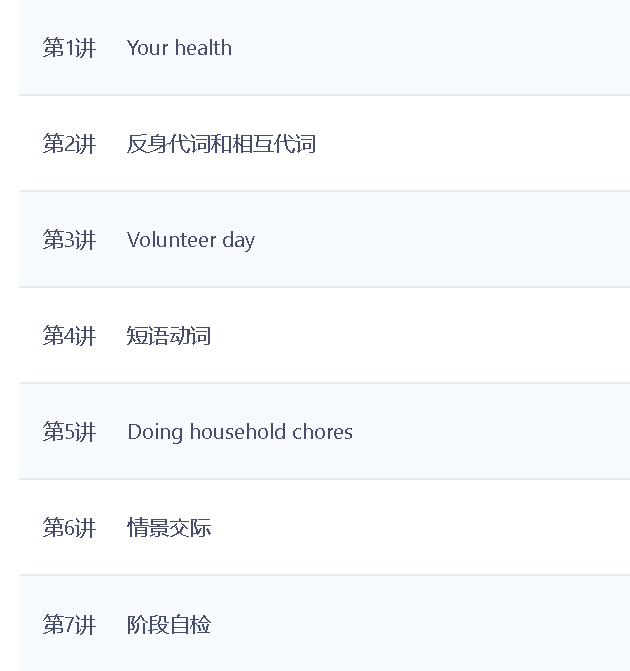 第1讲 Your health
第2讲 反身代词和相互代词
第3讲 Volunteer day
第4讲 短语动词
第5讲 Doing household chores
第6讲 情景交际
第7讲 阶段自检